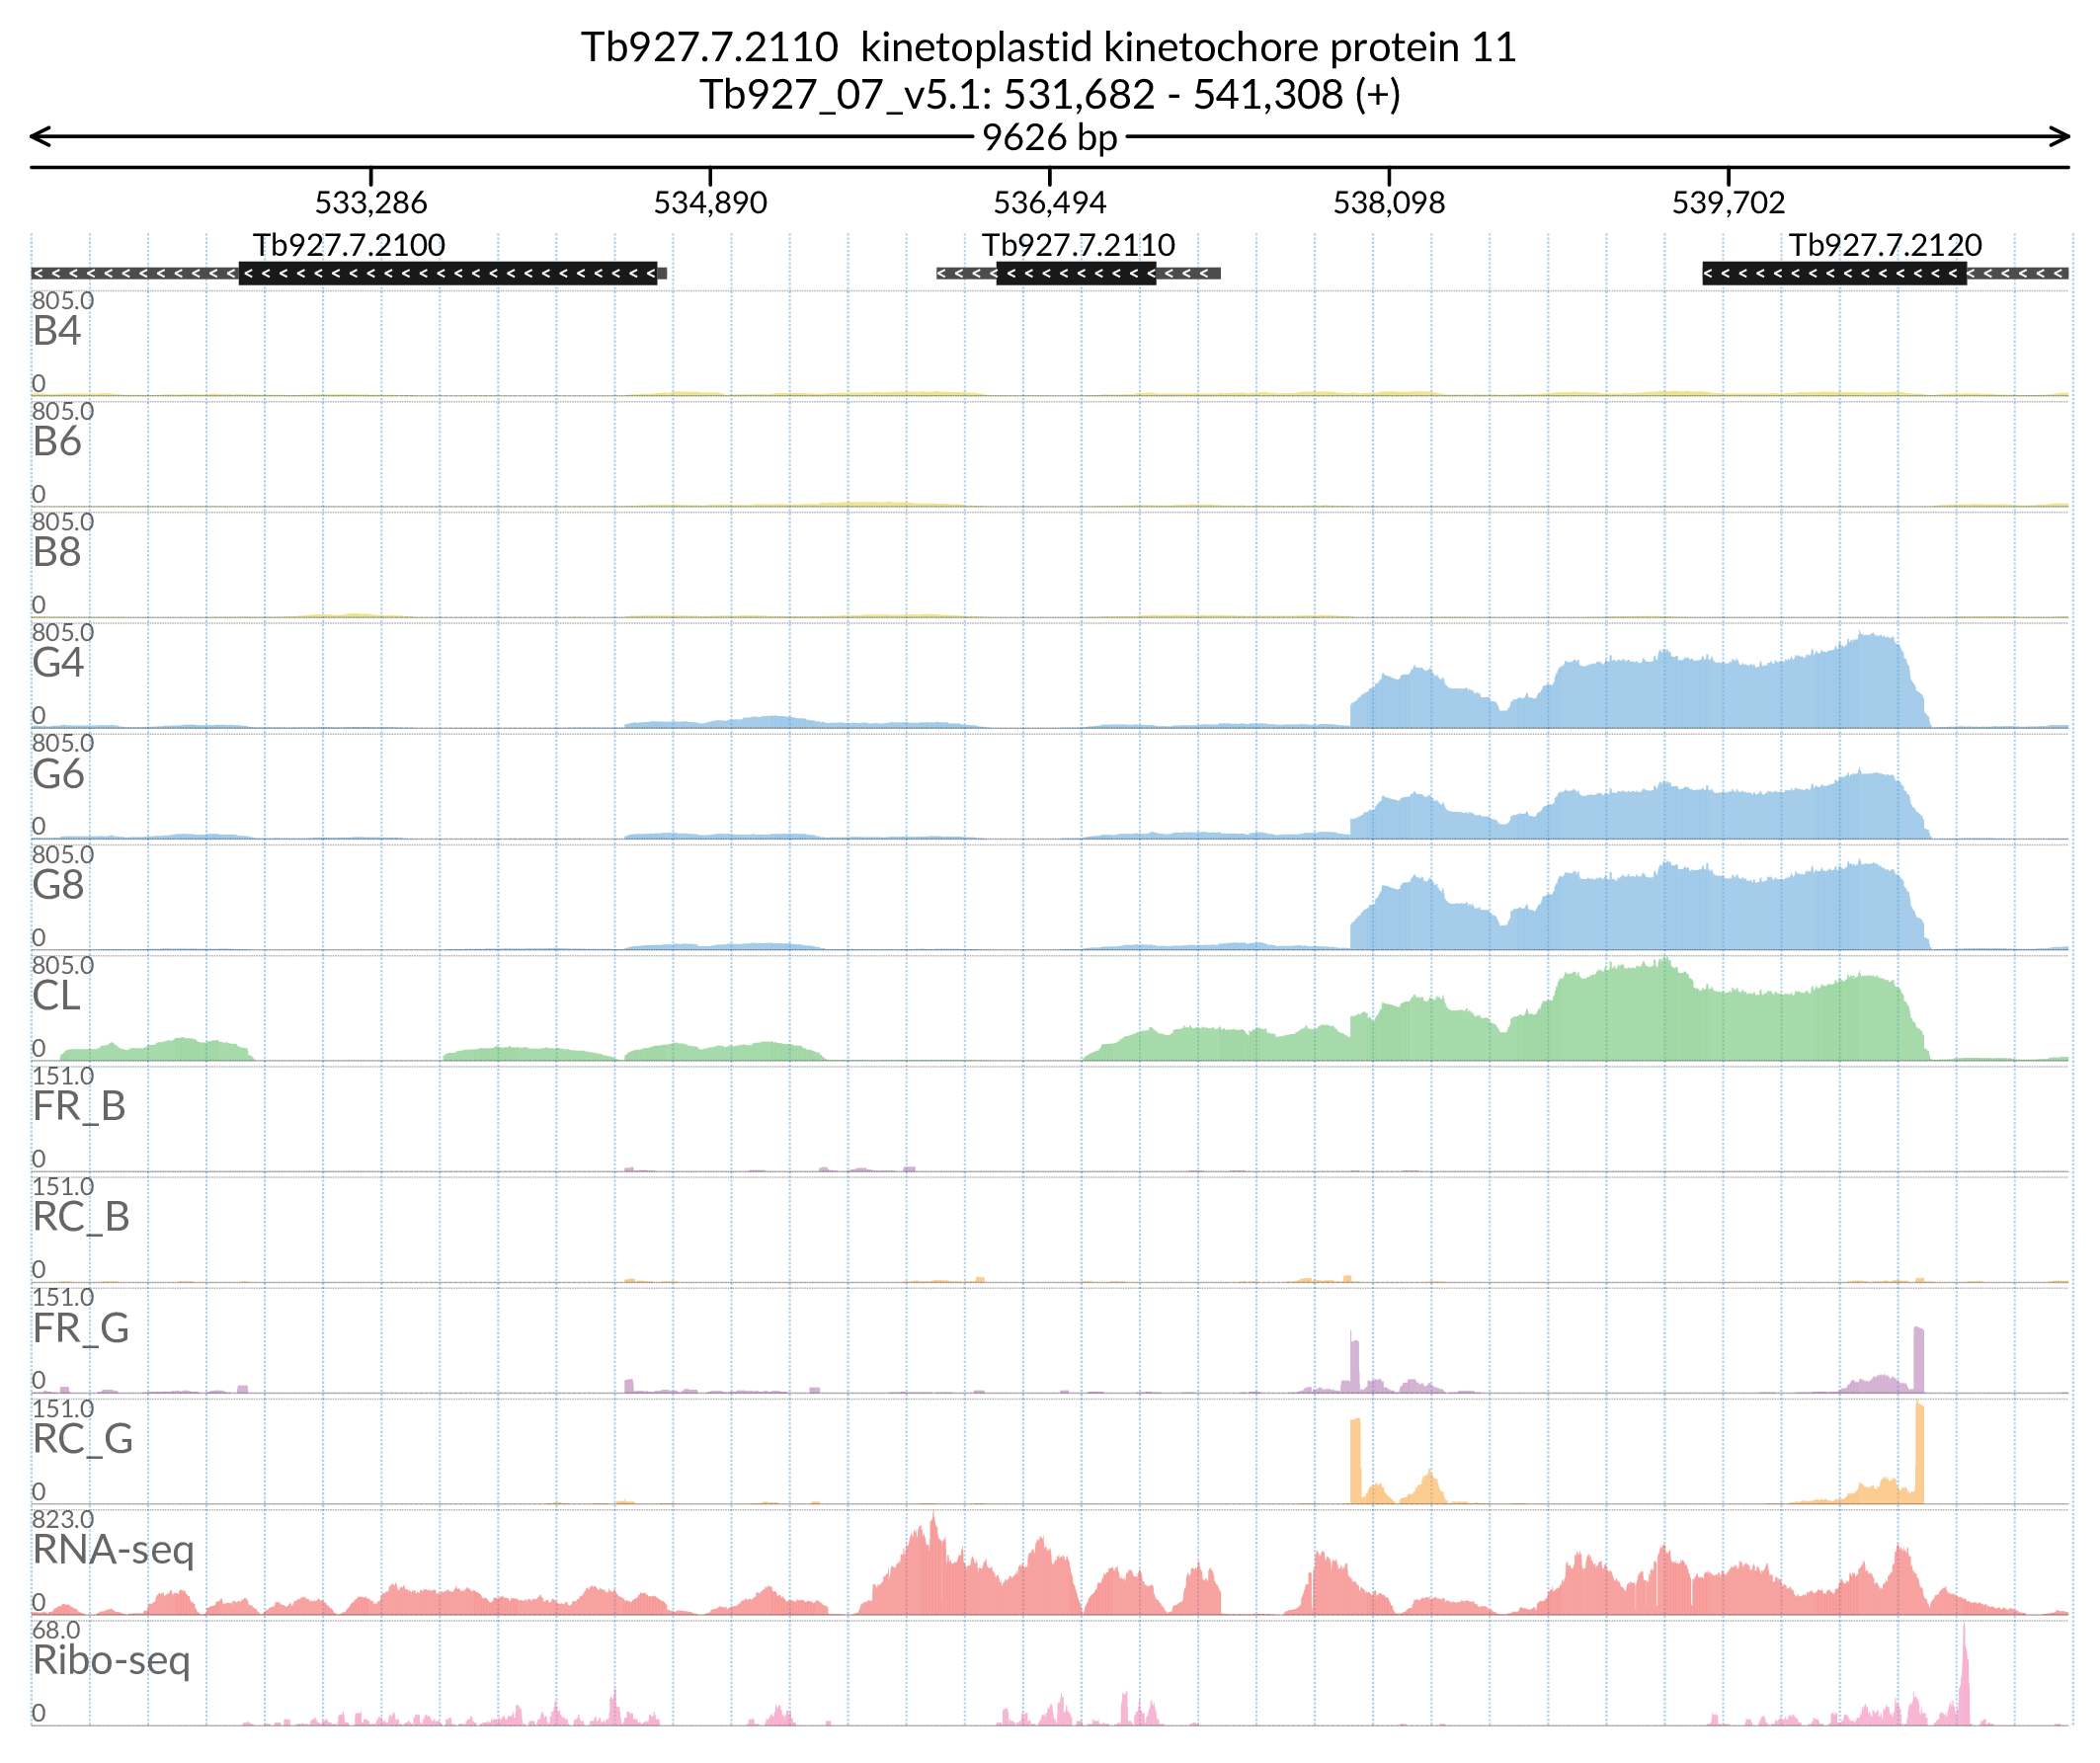 Tb927.7.2110  kinetoplastid kinetochore protein 11
Tb927_07_v5.1: 531,682 - 541,308 (+)
9626 bp
533,286 534,890 536,494 538,098 539,702
Tb927.7.2100 Tb927.7.2110 Tb927.7.2120
805.0
B4
0
805.0
B6
0
805.0
B8
0
805.0
G4
0
805.0
G6
0
805.0
G8
0
805.0
CL
0
151.0
FR_B
0
151.0
RC_B
0
151.0
FR_G
0
151.0
RC_G
0
823.0
RNA-seq
0
68.0
Ribo-seq
0